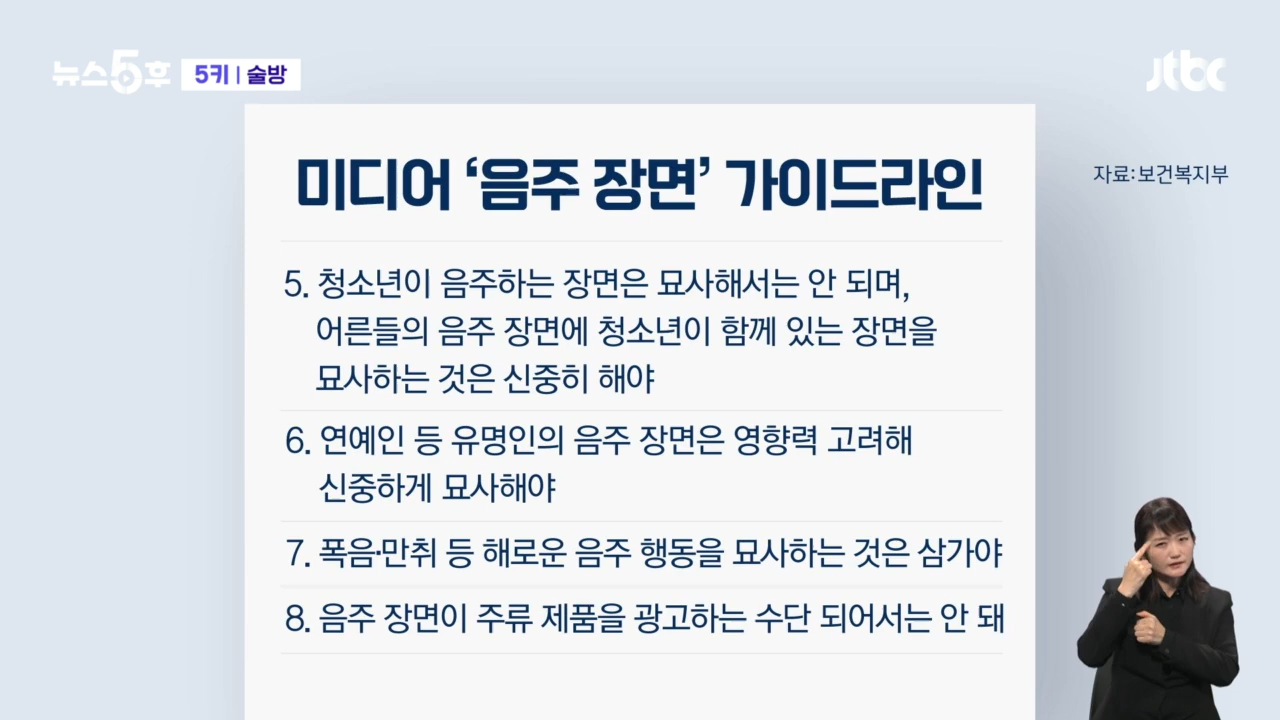 뉴스5후 5키 | 술방
jtbc
미디어 ‘음주 장면’ 가이드라인
자료:보건복지부
5. 청소년이 음주하는 장면은 묘사해서는 안 되며,
어른들의 음주 장면에 청소년이 함께 있는 장면을
묘사하는 것은 신중히 해야
6. 연예인 등 유명인의 음주 장면은 영향력 고려해
신중하게 묘사해야
7. 폭음·만취 등 해로운 음주 행동을 묘사하는 것은 삼가야
8. 음주 장면이 주류 제품을 광고하는 수단 되어서는 안 돼